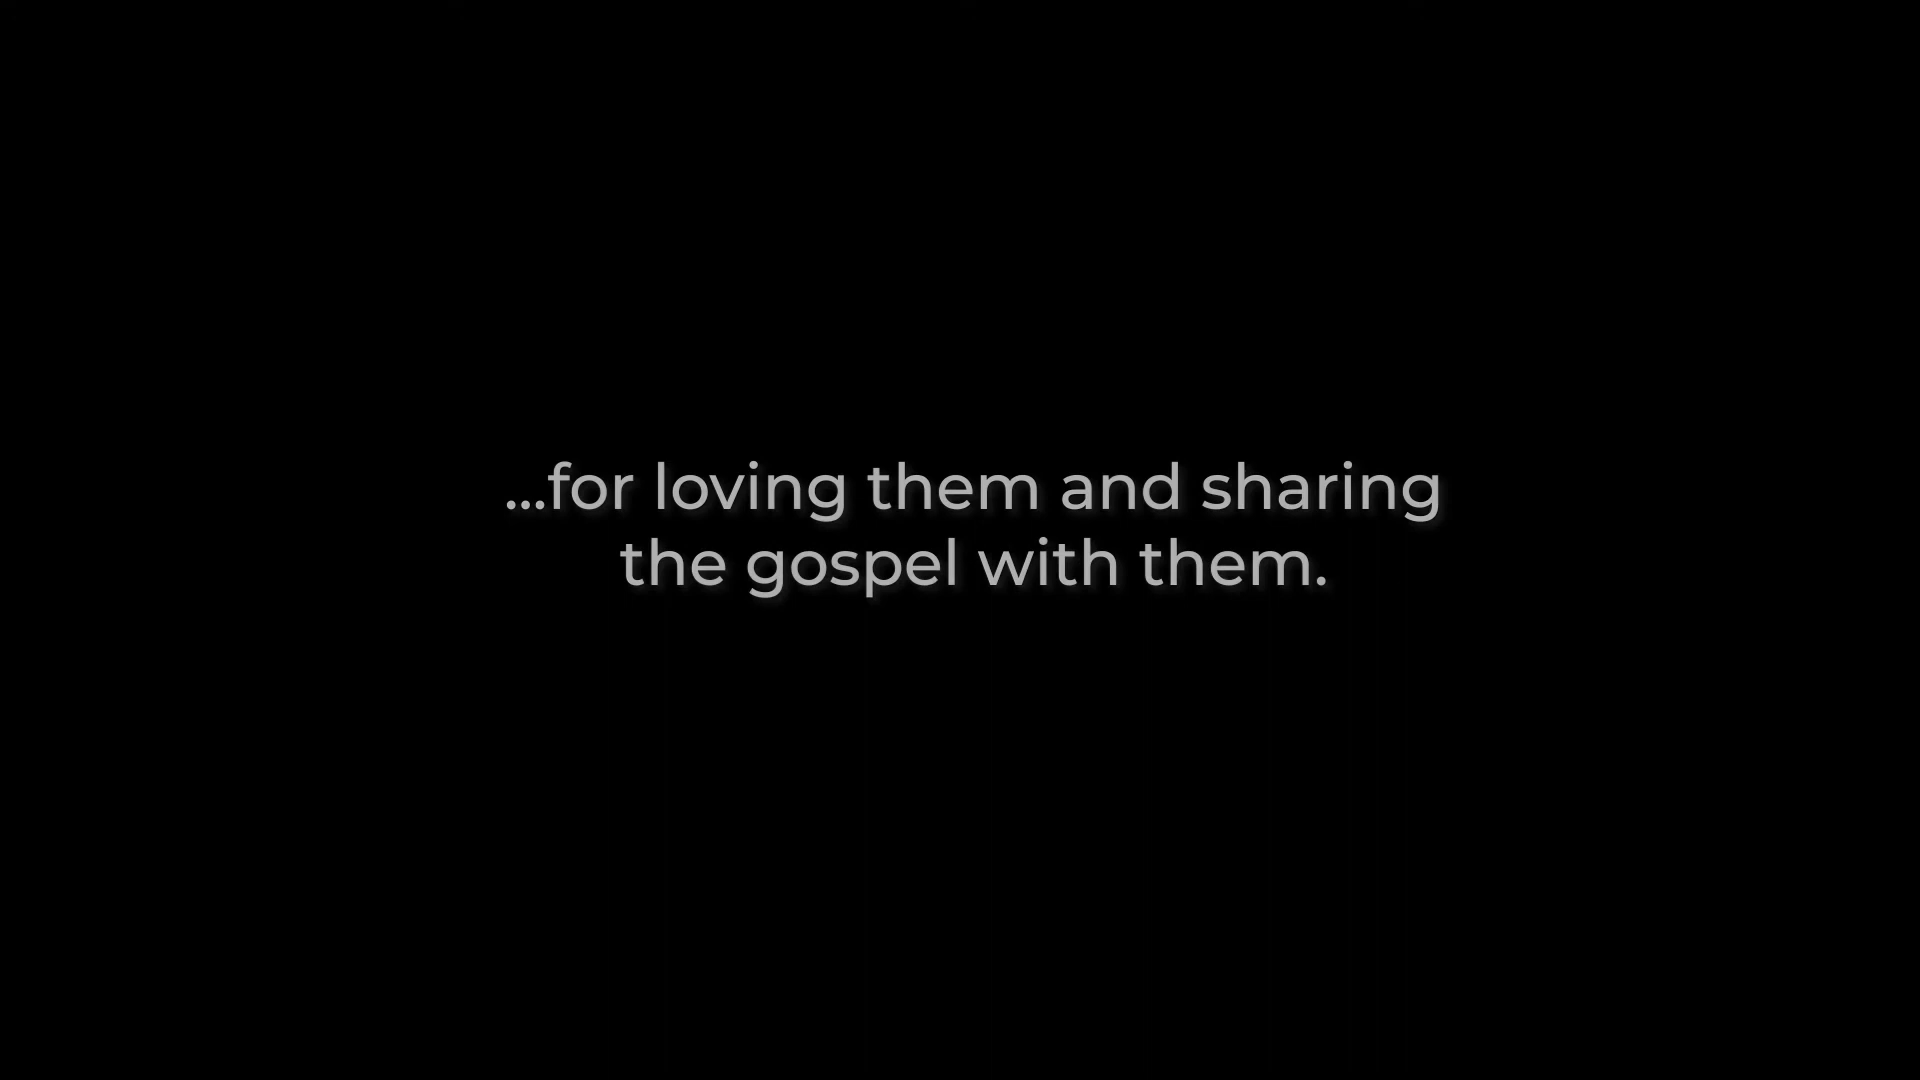 ...for loving them and sharing
the gospel with them.